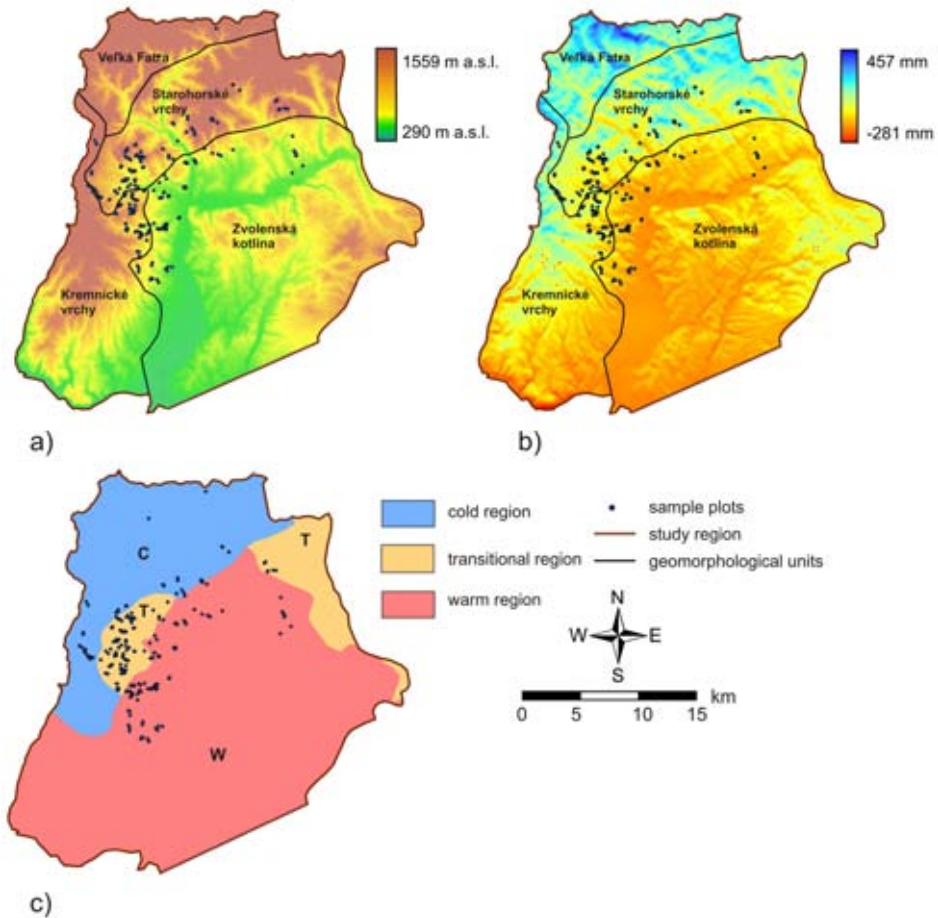 Veľká Fatra
Starohorské
vrchy
Zvolenská
kotlina
Kremnické
vrchy
1559 m a.s.l.
290 m a.s.l.
a)
Veľká Fatra
Starohorské
vrchy
Zvolenská
kotlina
Kremnické
vrchy
457 mm
-281 mm
b)
C
T
T
W
c)
cold region
transitional region
warm region
sample plots
study region
geomorphological units
N
W
E
S
km
0 5 10 15